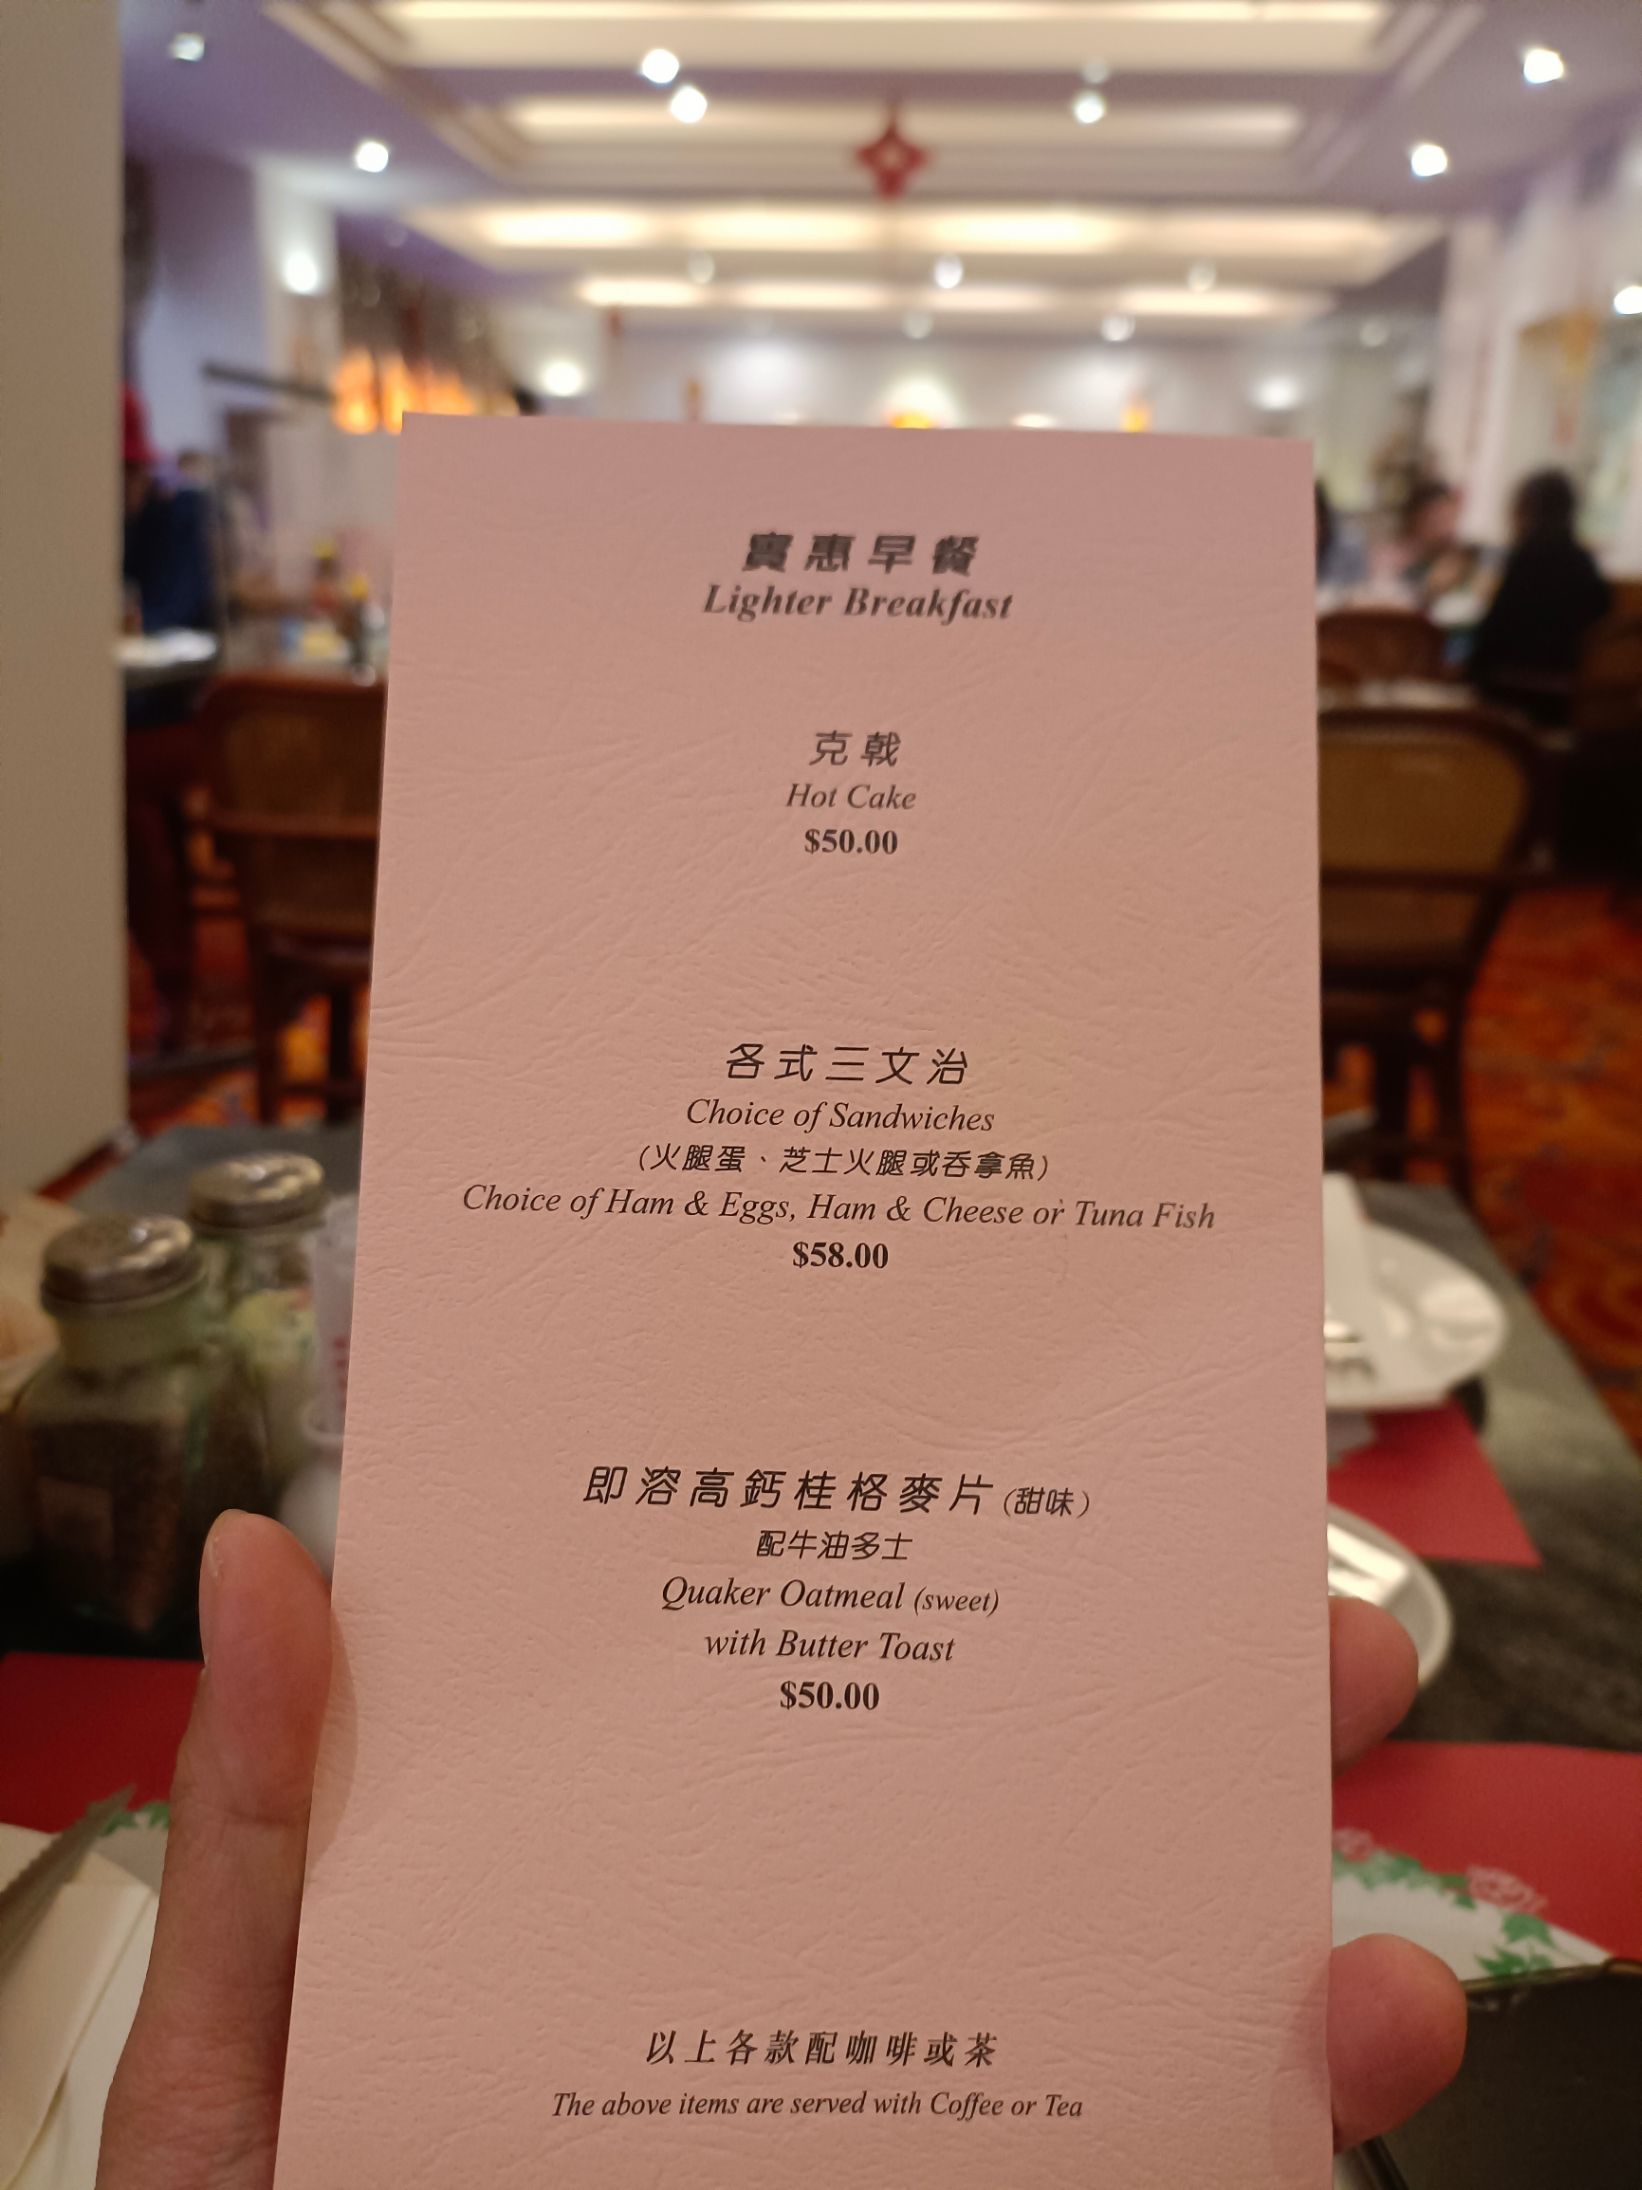 實惠早餐
Lighter Breakfast
克戟
Hot Cake
$50.00
各式三文治
Choice of Sandwiches
(火腿蛋、芝士火腿或吞拿魚)
Choice of Ham & Eggs, Ham & Cheese or Tuna Fish
$58.00
即溶高鈣桂格麥片 (甜味)
配牛油多士
Quaker Oatmeal (sweet)
with Butter Toast
$50.00
以上各款配咖啡或茶
The above items are served with Coffee or Tea